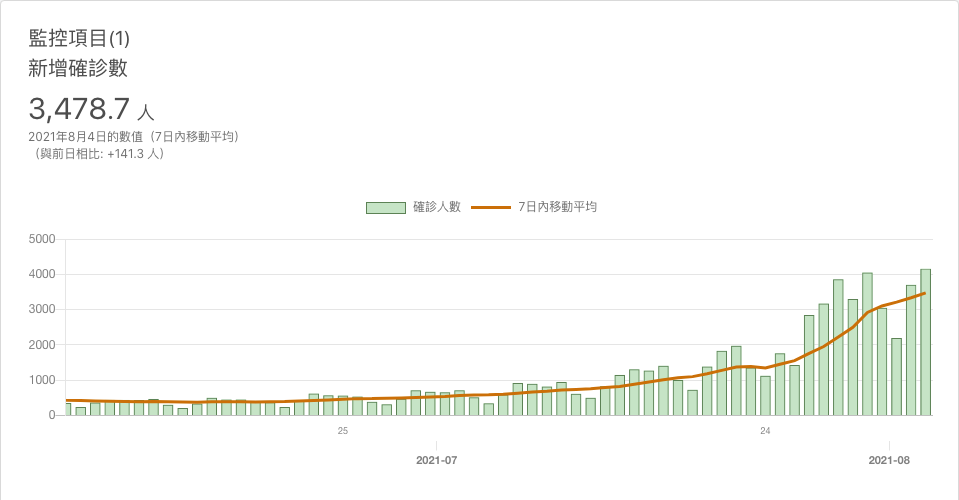 監控項目(1)
新增確診數
3,478.7 人
2021年8月4日的數值（7日內移動平均）
（與前日相比: +141.3 人）
確診人數 7日內移動平均
5000
4000
3000
2000
1000
0
25 24
2021-07 2021-08